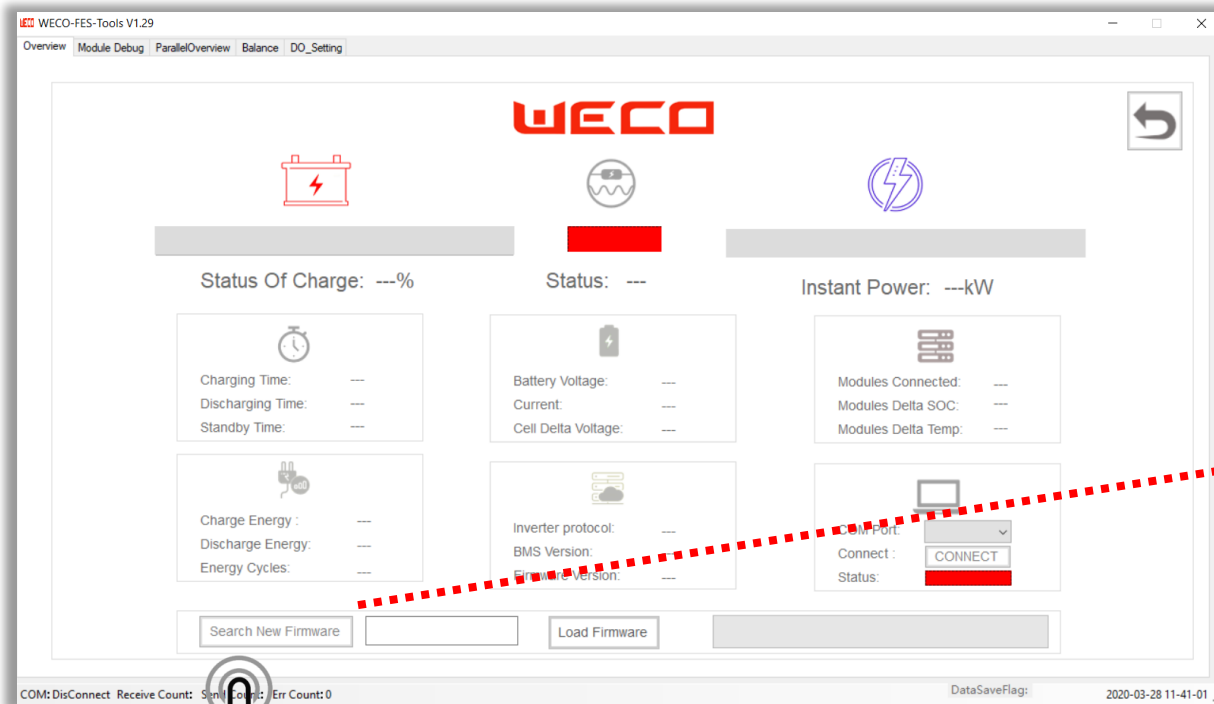 WECO WECO-FES-Tools V1.29
Overview Module Debug ParallelOverview Balance DO_Setting
WECO
Status Of Charge: ---%
Status: ---
Instant Power: ---kW
Charging Time: ---
Discharging Time: ---
Standby Time: ---
Battery Voltage: ---
Current: ---
Cell Delta Voltage: ---
Modules Connected: ---
Modules Delta SOC: ---
Modules Delta Temp: ---
Charge Energy : ---
Discharge Energy: ---
Energy Cycles: ---
Inverter protocol: ---
BMS Version: ---
Firmware Version: ---
COM Port:
Connect : CONNECT
Status:
Search New Firmware Load Firmware
COM: DisConnect Receive Count: Send Count: Err Count: 0 DataSaveFlag: 2020-03-28 11-41-01